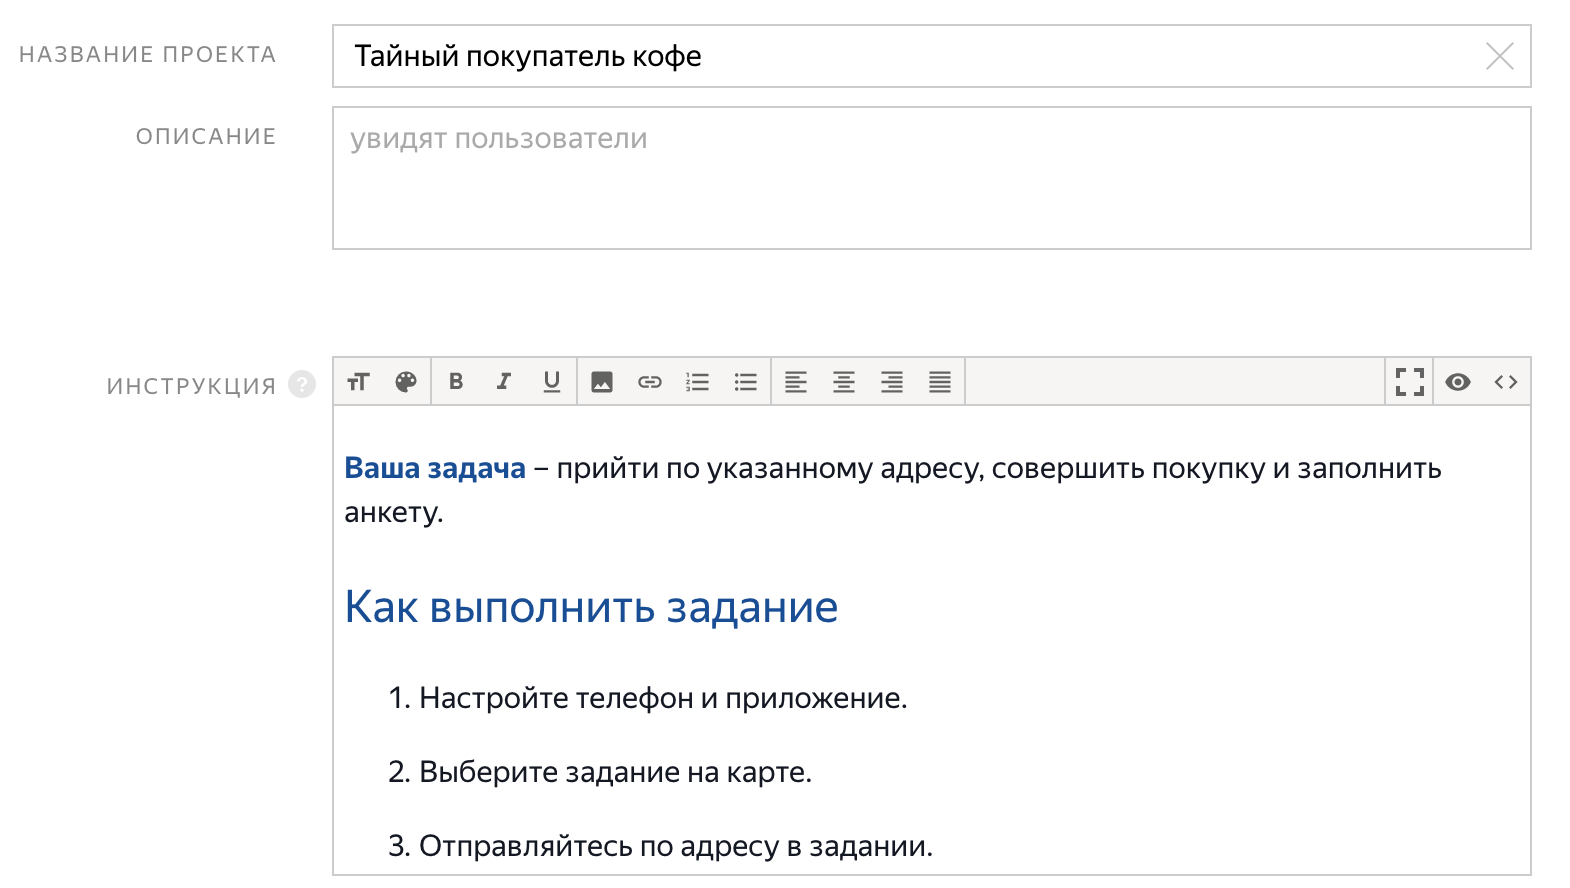 НАЗВАНИЕ ПРОЕКТА
Тайный покупатель кофе
ОПИСАНИЕ
увидят пользователи
ИНСТРУКЦИЯ ?
Ваша задача – прийти по указанному адресу, совершить покупку и заполнить
анкету.
Как выполнить задание
1. Настройте телефон и приложение.
2. Выберите задание на карте.
3. Отправляйтесь по адресу в задании.